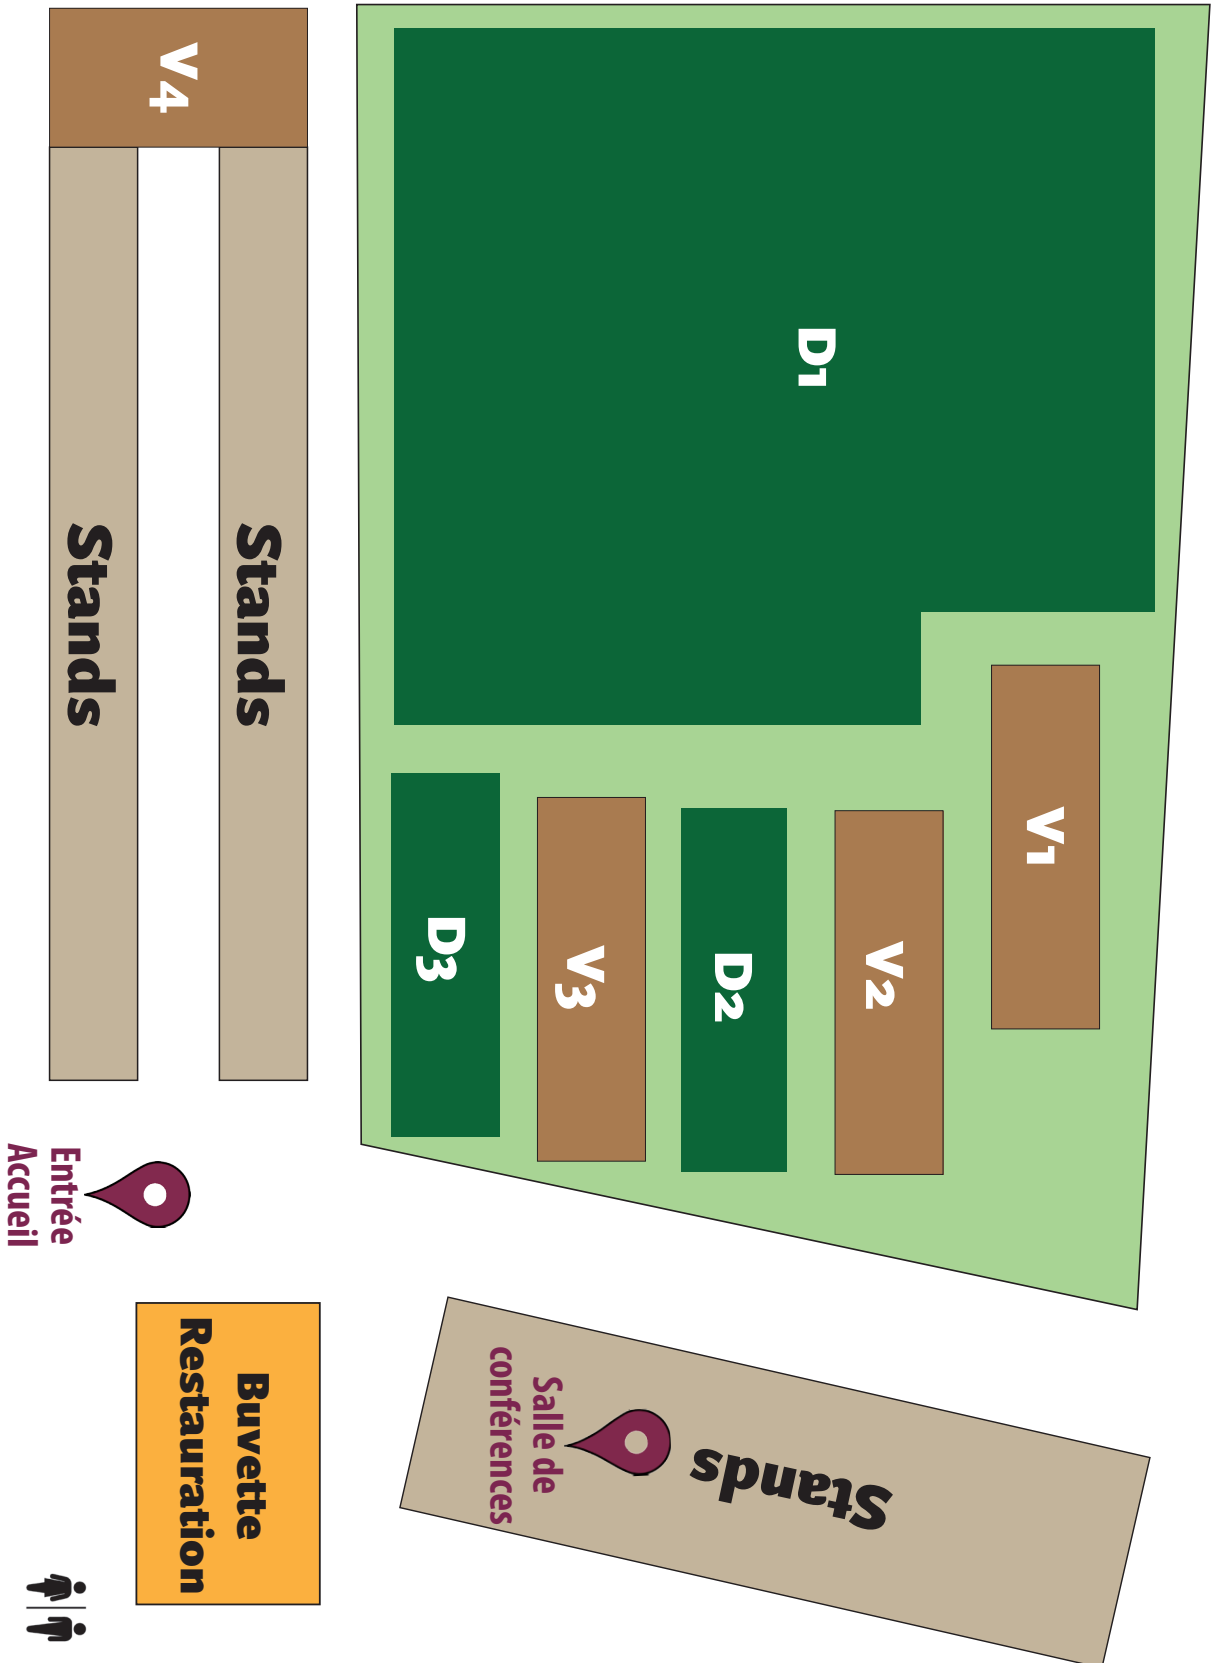 V4
Stands
Stands
D1
V1
V2
D2
V3
D3
Entrée
Accueil
Buvette
Restauration
Salle de
conférences
Stands